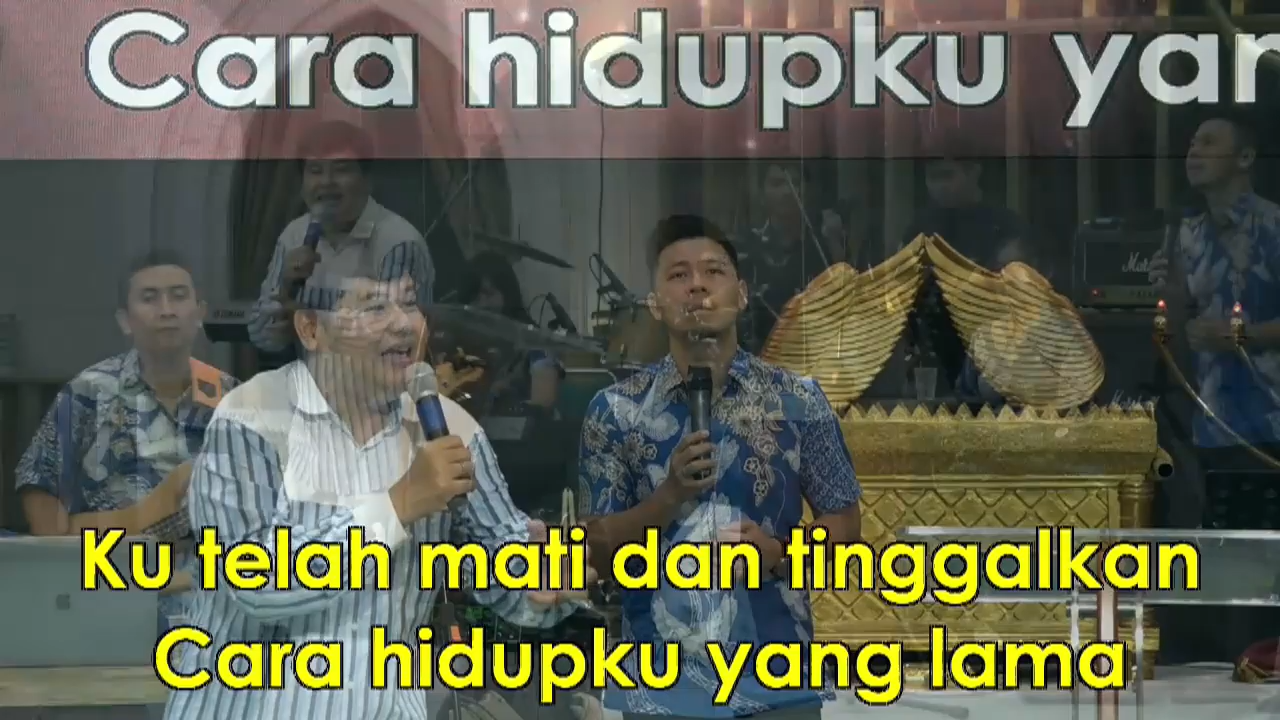 Cara hidupku yan
Ku telah mati dan tinggalkan
Cara hidupku yang lama